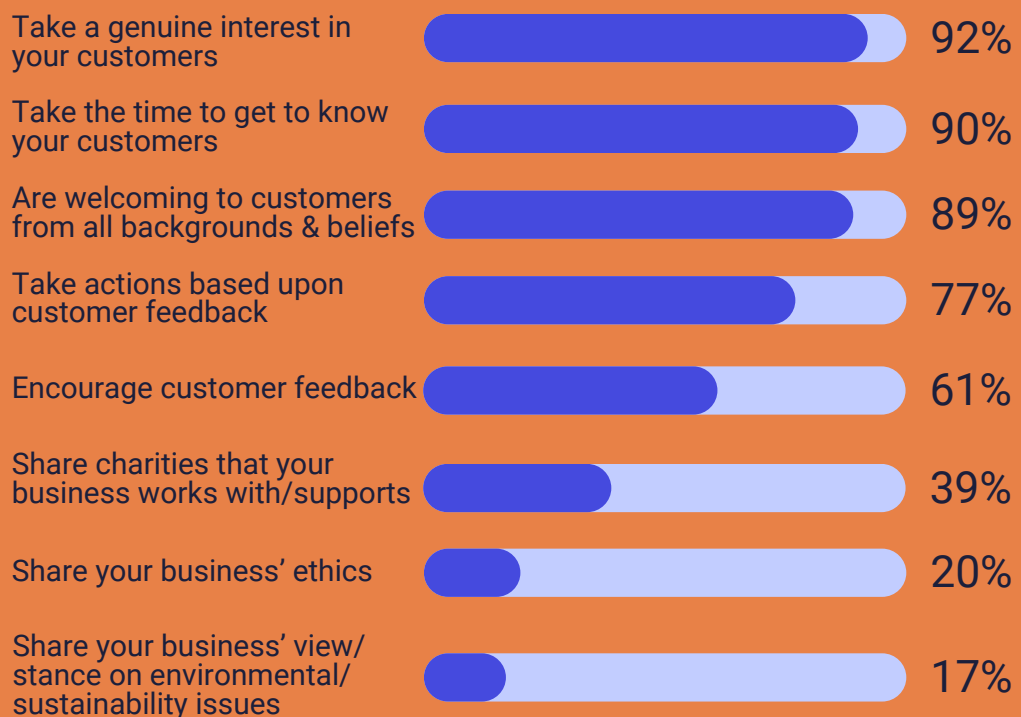 Take a genuine interest in
your customers
92%
Take the time to get to know
your customers
90%
Are welcoming to customers
from all backgrounds & beliefs
89%
Take actions based upon
customer feedback
77%
Encourage customer feedback
61%
Share charities that your
business works with/supports
39%
Share your business’ ethics
20%
Share your business’ view/
stance on environmental/
sustainability issues
17%